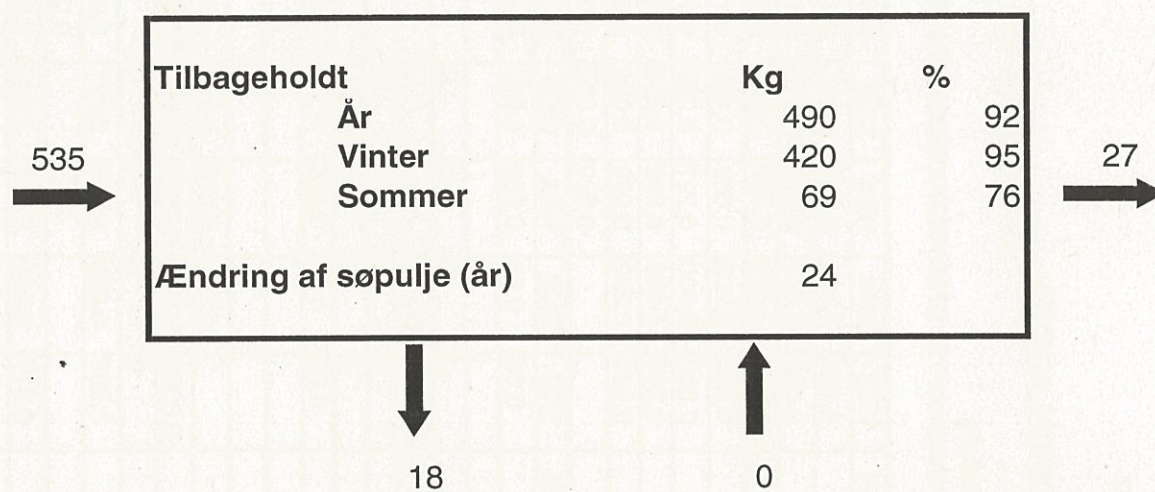 Tilbageholdt Kg %
År 490 92
535 Vinter 420 95 27
Sommer 69 76
Ændring af søpulje (år) 24
18 0